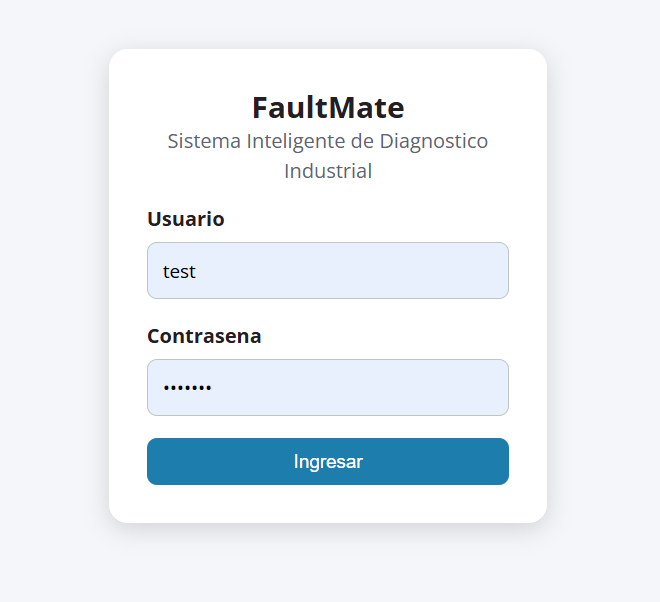 FaultMate
Sistema Inteligente de Diagnostico
Industrial
Usuario
test
Contrasena
•••••••
Ingresar